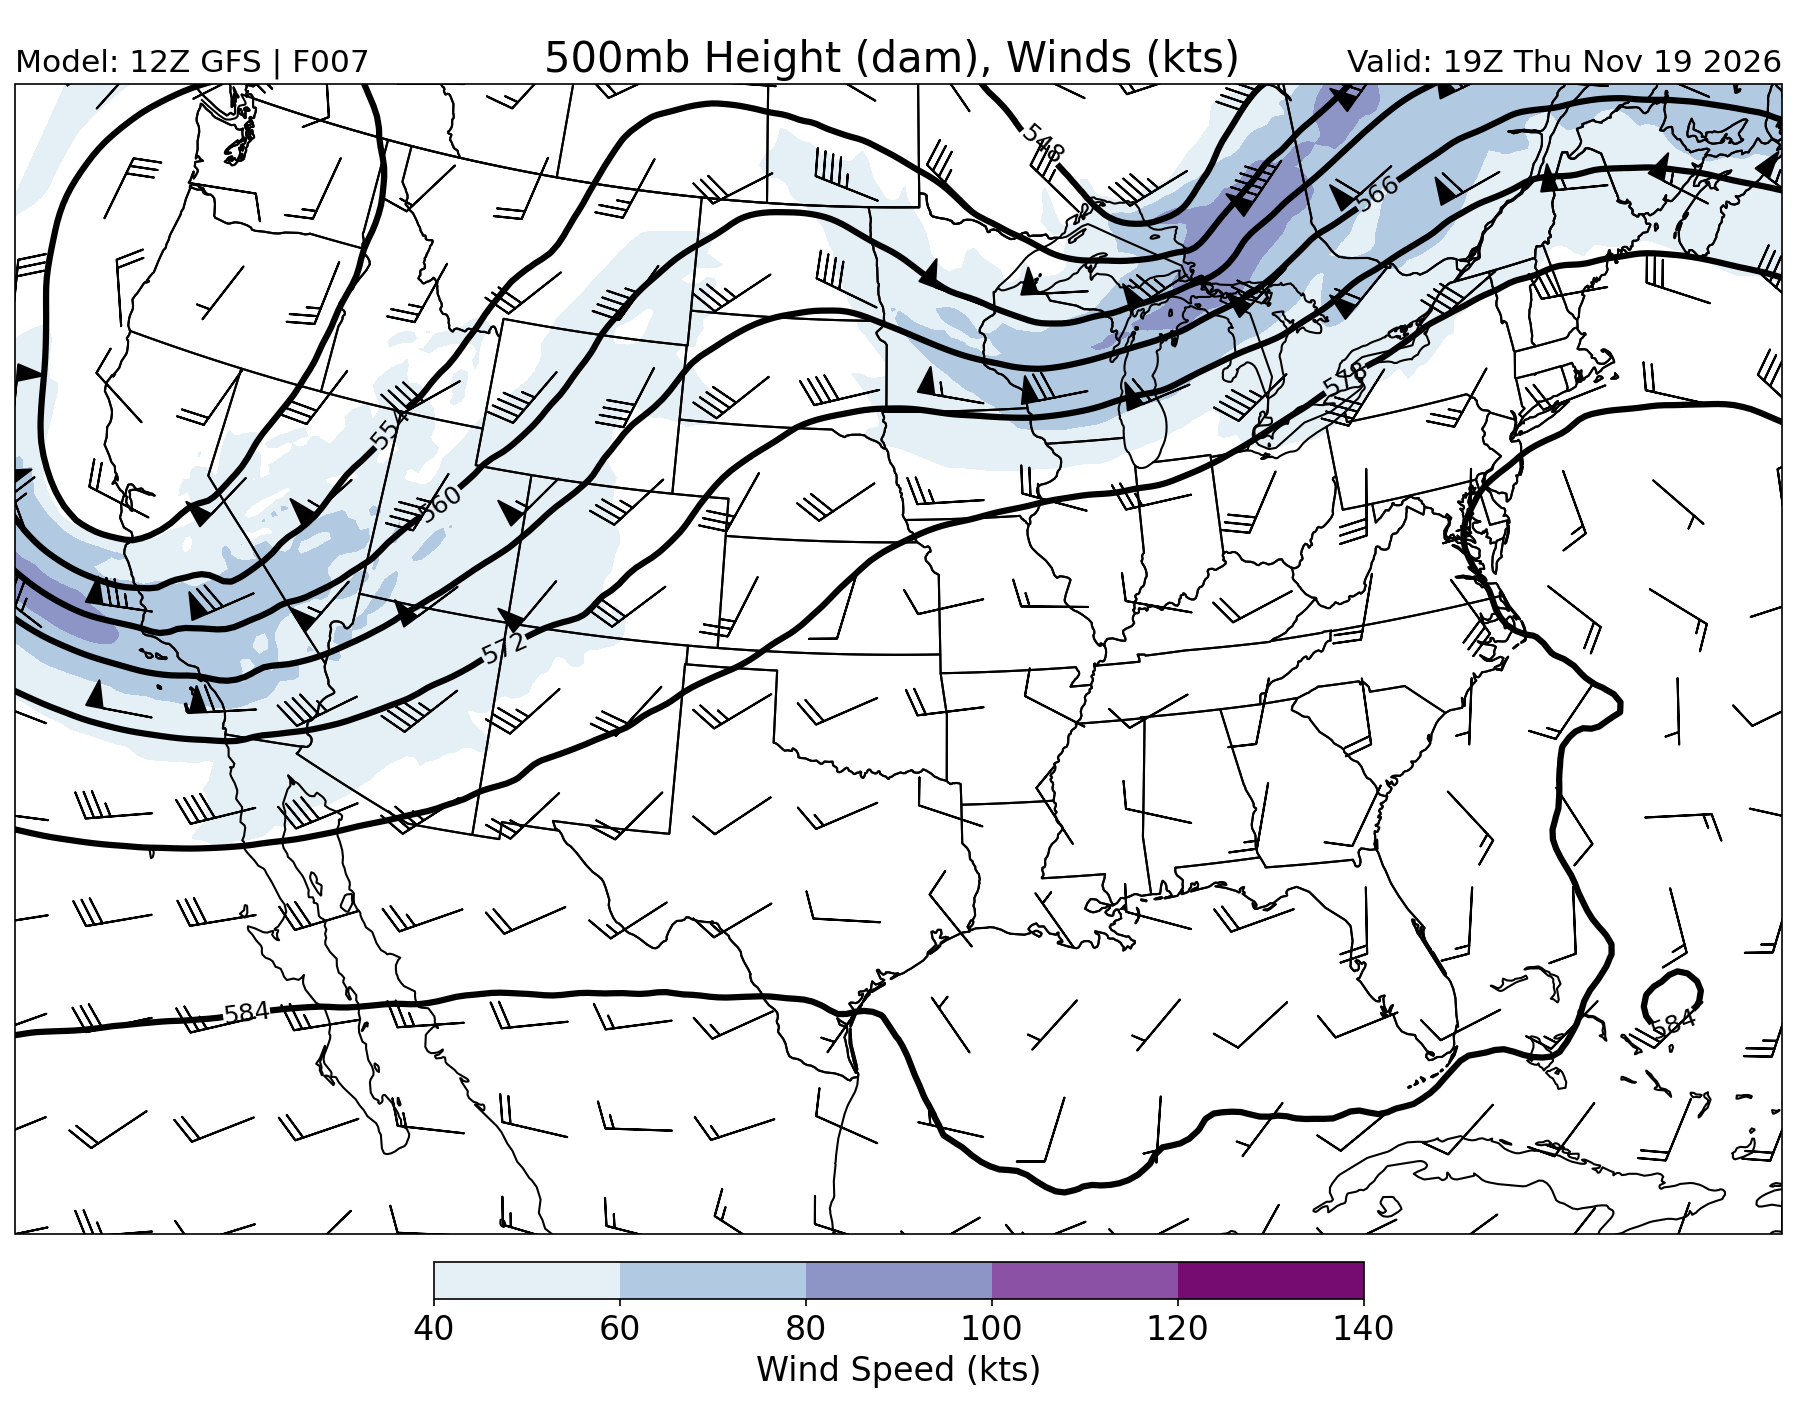 Model: 12Z GFS | F007
500mb Height (dam), Winds (kts)
Valid: 19Z Thu Nov 19 2026
548
566
578
554
560
572
584
584
40 60 80 100 120 140
Wind Speed (kts)